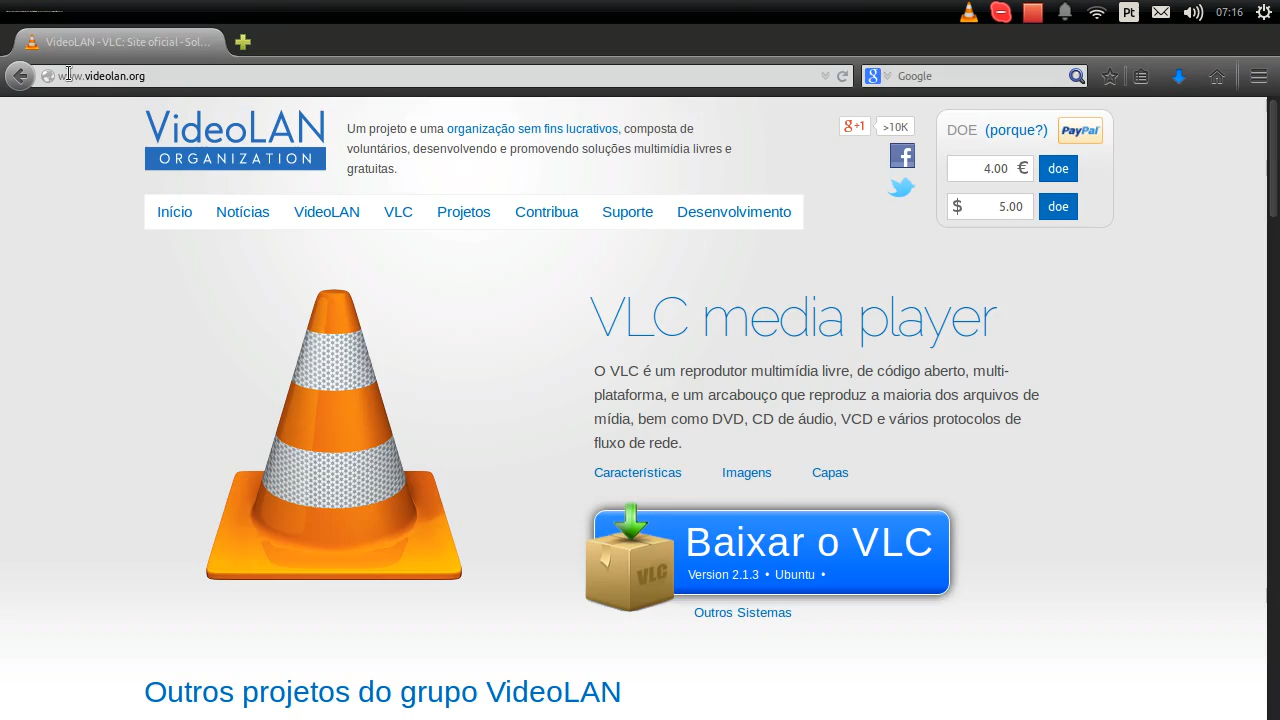 Pt
07:16
VideoLAN - VLC: Site oficial - Sol...
www.videolan.org
Google
VideoLAN
ORGANIZATION
Um projeto e uma organização sem fins lucrativos, composta de
voluntários, desenvolvendo e promovendo soluções multimídia livres e
gratuitas.
g+1 >10K
DOE (porque?) PayPal
4.00 € doe
$ 5.00 doe
Início Notícias VideoLAN VLC Projetos Contribua Suporte Desenvolvimento
VLC media player
O VLC é um reprodutor multimídia livre, de código aberto, multi-
plataforma, e um arcabouço que reproduz a maioria dos arquivos de
mídia, bem como DVD, CD de áudio, VCD e vários protocolos de
fluxo de rede.
Características Imagens Capas
Baixar o VLC
Version 2.1.3 • Ubuntu •
VLC
Outros Sistemas
Outros projetos do grupo VideoLAN